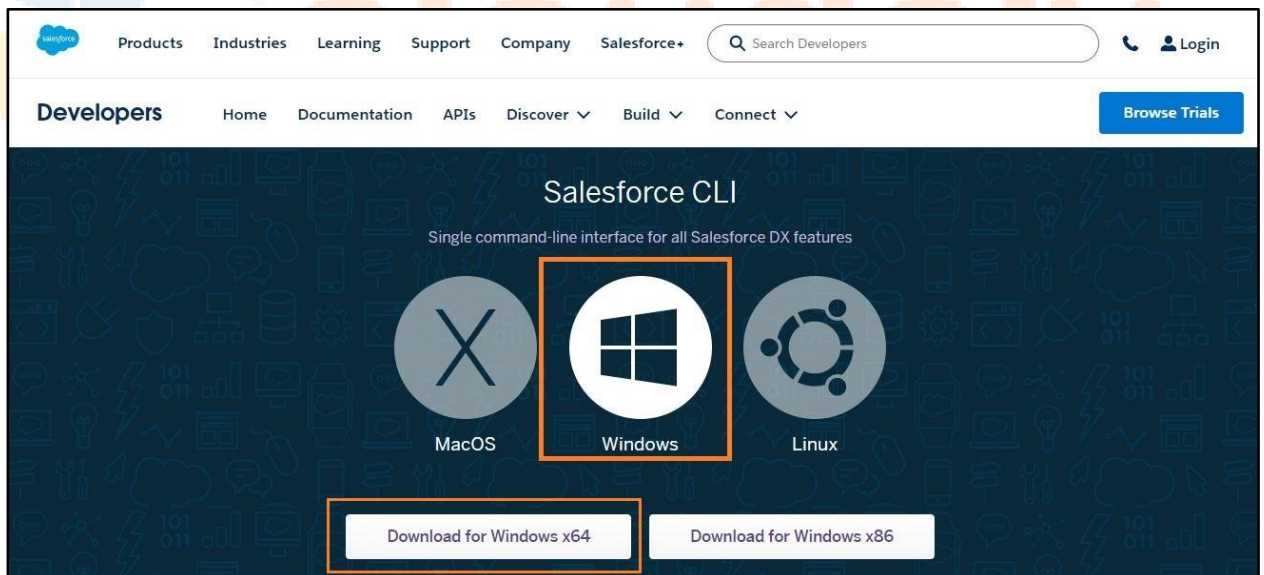 salesforce Products Industries Learning Support Company Salesforce+ Search Developers Login
Developers Home Documentation APIs Discover Build Connect Browse Trials
Salesforce CLI
Single command-line interface for all Salesforce DX features
X
MacOS Windows Linux
Download for Windows x64 Download for Windows x86